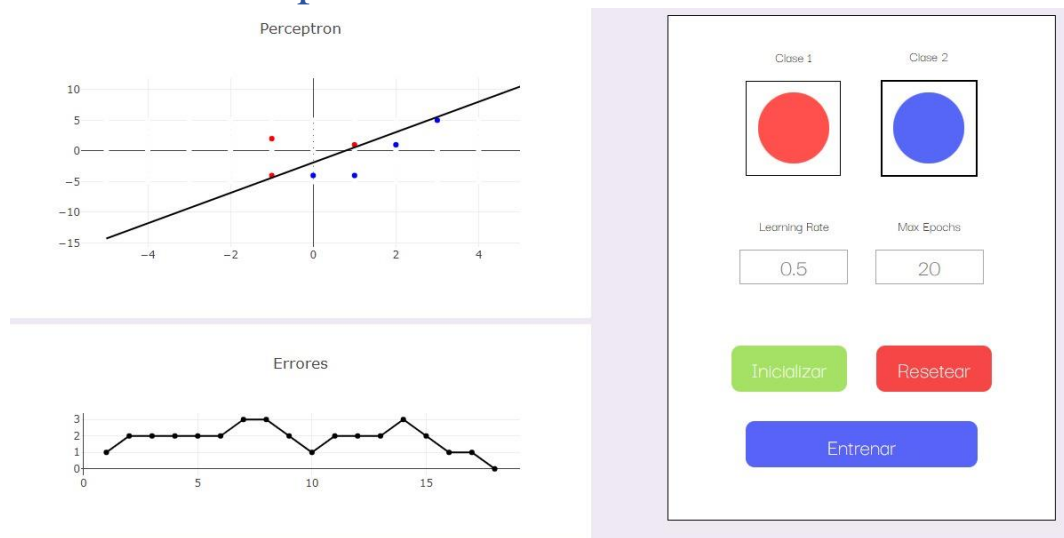 Perceptron
10
5
0
−5
−10
−15
−4
−2
0
2
4
Errores
3
2
1
0
0
5
10
15
Clase 1
Clase 2
Learning Rate
Max Epochs
0.5
20
Inicializar
Resetear
Entrenar